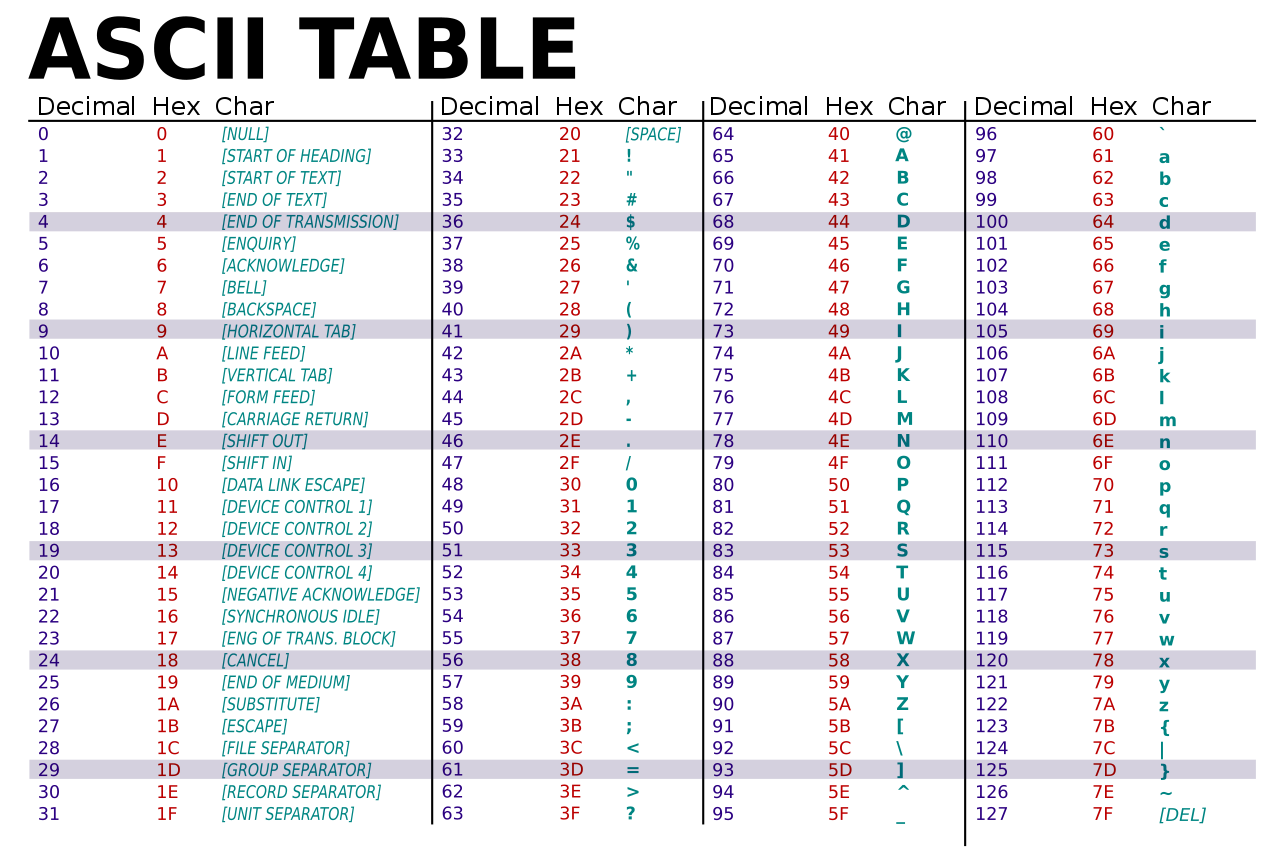 ASCII TABLE
Decimal Hex Char Decimal Hex Char Decimal Hex Char Decimal Hex Char
0 0 [NULL] 32 20 [SPACE] 64 40 @ 96 60 `
1 1 [START OF HEADING] 33 21 ! 65 41 A 97 61 a
2 2 [START OF TEXT] 34 22 " 66 42 B 98 62 b
3 3 [END OF TEXT] 35 23 # 67 43 C 99 63 c
4 4 [END OF TRANSMISSION] 36 24 $ 68 44 D 100 64 d
5 5 [ENQUIRY] 37 25 % 69 45 E 101 65 e
6 6 [ACKNOWLEDGE] 38 26 & 70 46 F 102 66 f
7 7 [BELL] 39 27 ' 71 47 G 103 67 g
8 8 [BACKSPACE] 40 28 ( 72 48 H 104 68 h
9 9 [HORIZONTAL TAB] 41 29 ) 73 49 I 105 69 i
10 A [LINE FEED] 42 2A * 74 4A J 106 6A j
11 B [VERTICAL TAB] 43 2B + 75 4B K 107 6B k
12 C [FORM FEED] 44 2C , 76 4C L 108 6C l
13 D [CARRIAGE RETURN] 45 2D - 77 4D M 109 6D m
14 E [SHIFT OUT] 46 2E . 78 4E N 110 6E n
15 F [SHIFT IN] 47 2F / 79 4F O 111 6F o
16 10 [DATA LINK ESCAPE] 48 30 0 80 50 P 112 70 p
17 11 [DEVICE CONTROL 1] 49 31 1 81 51 Q 113 71 q
18 12 [DEVICE CONTROL 2] 50 32 2 82 52 R 114 72 r
19 13 [DEVICE CONTROL 3] 51 33 3 83 53 S 115 73 s
20 14 [DEVICE CONTROL 4] 52 34 4 84 54 T 116 74 t
21 15 [NEGATIVE ACKNOWLEDGE] 53 35 5 85 55 U 117 75 u
22 16 [SYNCHRONOUS IDLE] 54 36 6 86 56 V 118 76 v
23 17 [ENG OF TRANS. BLOCK] 55 37 7 87 57 W 119 77 w
24 18 [CANCEL] 56 38 8 88 58 X 120 78 x
25 19 [END OF MEDIUM] 57 39 9 89 59 Y 121 79 y
26 1A [SUBSTITUTE] 58 3A : 90 5A Z 122 7A z
27 1B [ESCAPE] 59 3B ; 91 5B [ 123 7B {
28 1C [FILE SEPARATOR] 60 3C < 92 5C \ 124 7C |
29 1D [GROUP SEPARATOR] 61 3D = 93 5D ] 125 7D }
30 1E [RECORD SEPARATOR] 62 3E > 94 5E ^ 126 7E ~
31 1F [UNIT SEPARATOR] 63 3F ? 95 5F _ 127 7F [DEL]